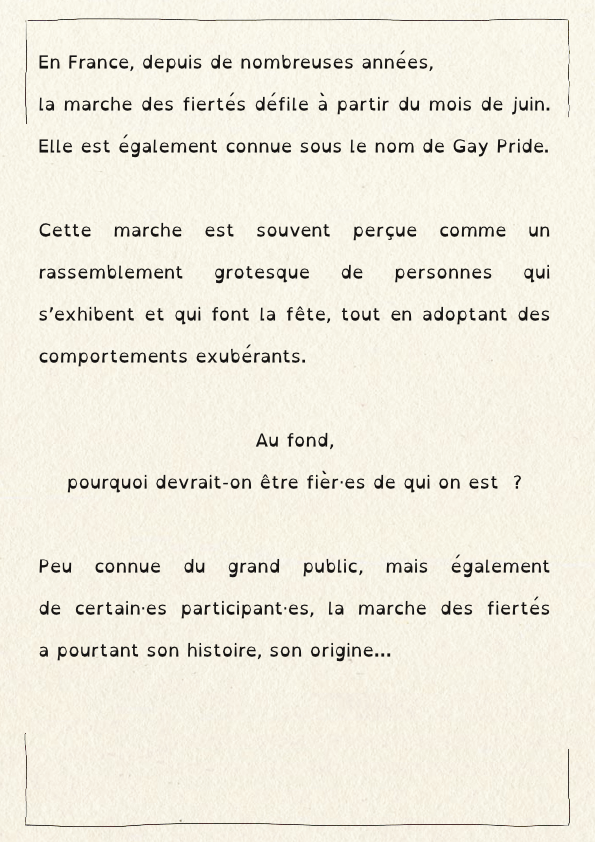 En France, depuis de nombreuses années,
la marche des fiertés défile à partir du mois de juin.
Elle est également connue sous le nom de Gay Pride.
Cette marche est souvent perçue comme un
rassemblement grotesque de personnes qui
s'exhibent et qui font la fête, tout en adoptant des
comportements exubérants.
Au fond,
pourquoi devrait-on être fièr·es de qui on est ?
Peu connue du grand public, mais également
de certain·es participant·es, la marche des fiertés
a pourtant son histoire, son origine...